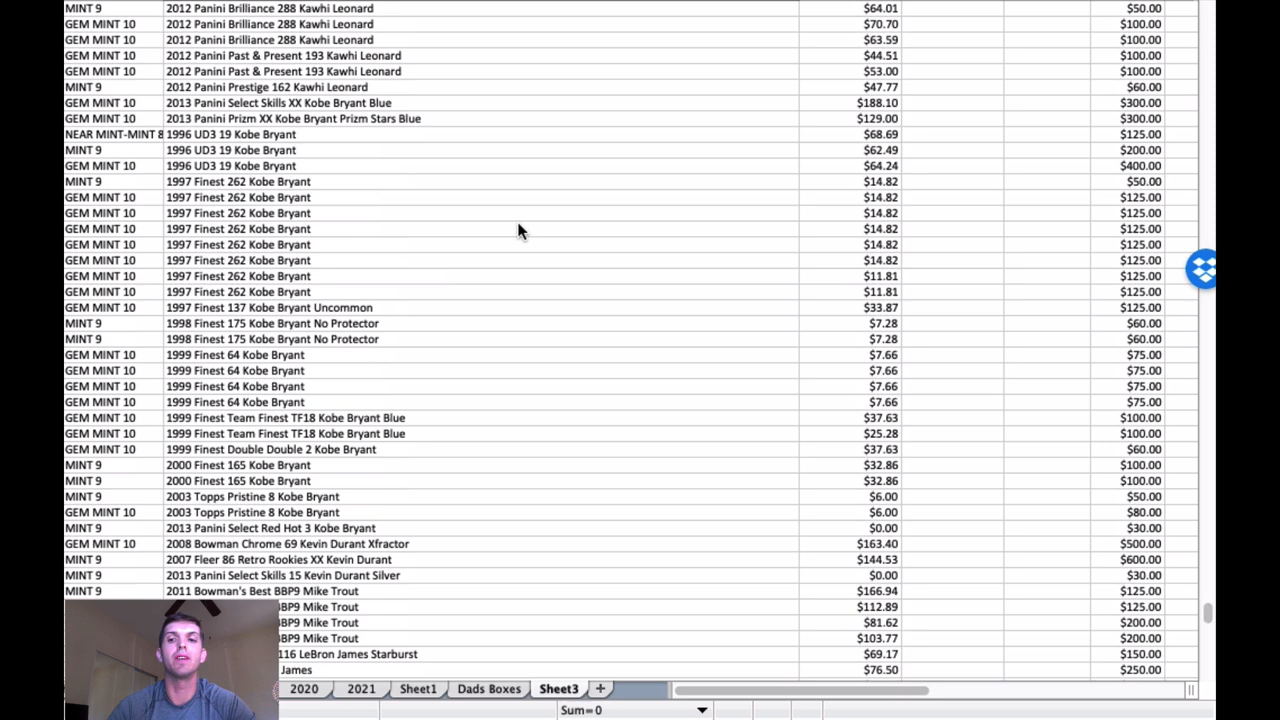 MINT 9 2012 Panini Brilliance 288 Kawhi Leonard $64.01 $50.00
GEM MINT 10 2012 Panini Brilliance 288 Kawhi Leonard $70.70 $100.00
GEM MINT 10 2012 Panini Brilliance 288 Kawhi Leonard $63.59 $100.00
GEM MINT 10 2012 Panini Past & Present 193 Kawhi Leonard $44.51 $100.00
GEM MINT 10 2012 Panini Past & Present 193 Kawhi Leonard $53.00 $100.00
MINT 9 2012 Panini Prestige 162 Kawhi Leonard $47.77 $60.00
GEM MINT 10 2013 Panini Select Skills XX Kobe Bryant Blue $188.10 $300.00
GEM MINT 10 2013 Panini Prizm XX Kobe Bryant Prizm Stars Blue $129.00 $300.00
NEAR MINT-MINT 8 1996 UD3 19 Kobe Bryant $68.69 $125.00
MINT 9 1996 UD3 19 Kobe Bryant $62.49 $200.00
GEM MINT 10 1996 UD3 19 Kobe Bryant $64.24 $400.00
MINT 9 1997 Finest 262 Kobe Bryant $14.82 $50.00
GEM MINT 10 1997 Finest 262 Kobe Bryant $14.82 $125.00
GEM MINT 10 1997 Finest 262 Kobe Bryant $14.82 $125.00
GEM MINT 10 1997 Finest 262 Kobe Bryant $14.82 $125.00
GEM MINT 10 1997 Finest 262 Kobe Bryant $14.82 $125.00
GEM MINT 10 1997 Finest 262 Kobe Bryant $14.82 $125.00
GEM MINT 10 1997 Finest 262 Kobe Bryant $11.81 $125.00
GEM MINT 10 1997 Finest 262 Kobe Bryant $11.81 $125.00
GEM MINT 10 1997 Finest 137 Kobe Bryant Uncommon $33.87 $125.00
MINT 9 1998 Finest 175 Kobe Bryant No Protector $7.28 $60.00
MINT 9 1998 Finest 175 Kobe Bryant No Protector $7.28 $60.00
GEM MINT 10 1999 Finest 64 Kobe Bryant $7.66 $75.00
GEM MINT 10 1999 Finest 64 Kobe Bryant $7.66 $75.00
GEM MINT 10 1999 Finest 64 Kobe Bryant $7.66 $75.00
GEM MINT 10 1999 Finest 64 Kobe Bryant $7.66 $75.00
GEM MINT 10 1999 Finest Team Finest TF18 Kobe Bryant Blue $37.63 $100.00
GEM MINT 10 1999 Finest Team Finest TF18 Kobe Bryant Blue $25.28 $100.00
GEM MINT 10 1999 Finest Double Double 2 Kobe Bryant $37.63 $60.00
MINT 9 2000 Finest 165 Kobe Bryant $32.86 $100.00
MINT 9 2000 Finest 165 Kobe Bryant $32.86 $100.00
MINT 9 2003 Topps Pristine 8 Kobe Bryant $6.00 $50.00
GEM MINT 10 2003 Topps Pristine 8 Kobe Bryant $6.00 $80.00
MINT 9 2013 Panini Select Red Hot 3 Kobe Bryant $0.00 $30.00
GEM MINT 10 2008 Bowman Chrome 69 Kevin Durant Xfractor $163.40 $500.00
MINT 9 2007 Fleer 86 Retro Rookies XX Kevin Durant $144.53 $600.00
MINT 9 2013 Panini Select Skills 15 Kevin Durant Silver $0.00 $30.00
MINT 9 2011 Bowman's Best BBP9 Mike Trout $166.94 $125.00
BBP9 Mike Trout $112.89 $125.00
BBP9 Mike Trout $81.62 $200.00
BBP9 Mike Trout $103.77 $200.00
116 LeBron James Starburst $69.17 $150.00
James $76.50 $250.00
2020 2021 Sheet1 Dads Boxes Sheet3 +
Sum=0